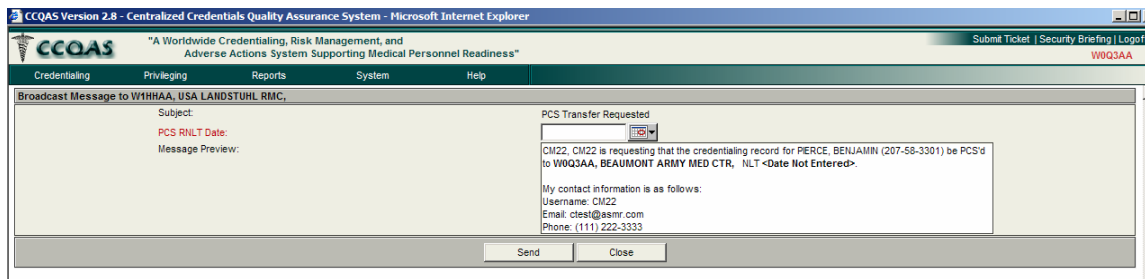 CCQAS Version 2.8 - Centralized Credentials Quality Assurance System - Microsoft Internet Explorer
CCQAS
"A Worldwide Credentialing, Risk Management, and
Adverse Actions System Supporting Medical Personnel Readiness"
Submit Ticket | Security Briefing | Logof
W0Q3AA
Credentialing Privileging Reports System Help
Broadcast Message to W1HHAA, USA LANDSTUHL RMC,
Subject: PCS Transfer Requested
PCS RNLT Date:
Message Preview:
CM22, CM22 is requesting that the credentialing record for PIERCE, BENJAMIN (207-58-3301) be PCS'd
to W0Q3AA, BEAUMONT ARMY MED CTR, NLT <Date Not Entered>.
My contact information is as follows:
Username: CM22
Email: ctest@asmr.com
Phone: (111) 222-3333
Send Close